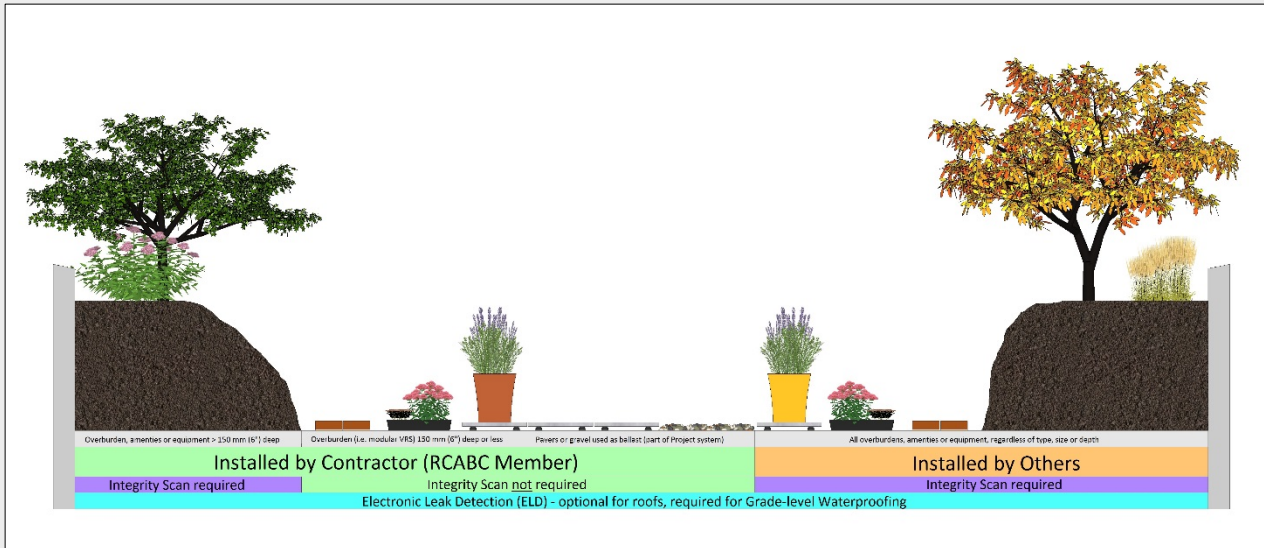 Overburden, amenities or equipment > 150 mm (6") deep
Overburden (i.e. modular VRS) 150 mm (6") deep or less
Pavers or gravel used as ballast (part of Project system)
All overburdens, amenities or equipment, regardless of type, size or depth
Installed by Contractor (RCABC Member)
Installed by Others
Integrity Scan required
Integrity Scan not required
Integrity Scan required
Electronic Leak Detection (ELD) - optional for roofs, required for Grade-level Waterproofing